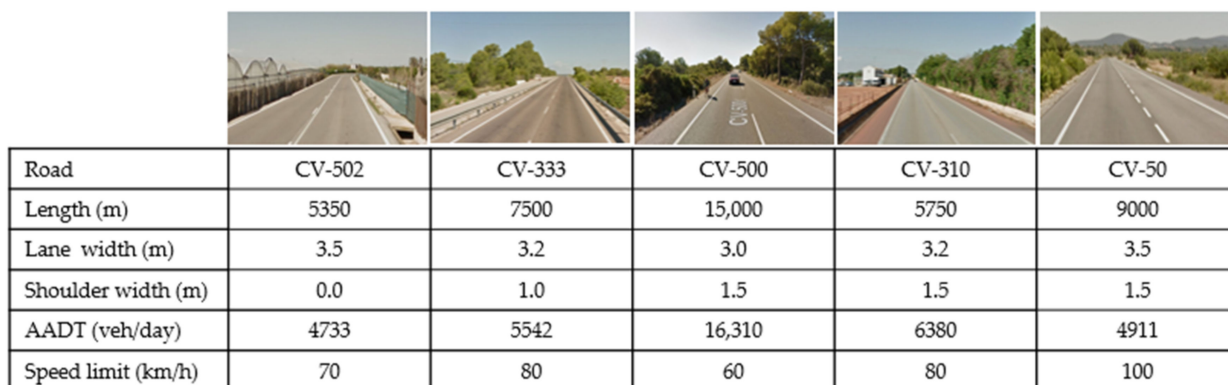 CV-500
Road CV-502 CV-333 CV-500 CV-310 CV-50
Length (m) 5350 7500 15,000 5750 9000
Lane width (m) 3.5 3.2 3.0 3.2 3.5
Shoulder width (m) 0.0 1.0 1.5 1.5 1.5
AADT (veh/day) 4733 5542 16,310 6380 4911
Speed limit (km/h) 70 80 60 80 100